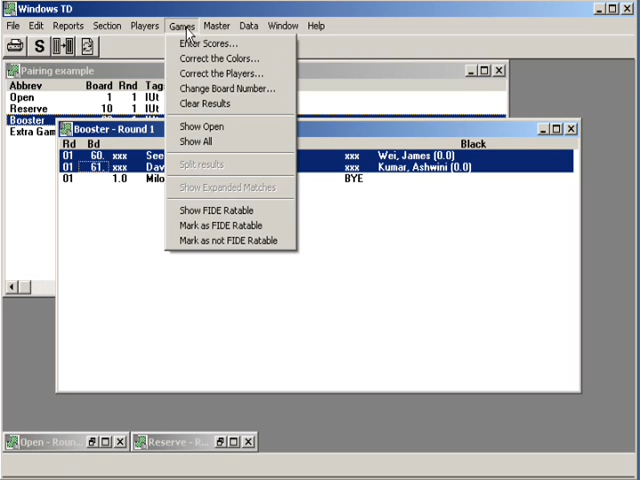 Windows TD
File Edit Reports Section Players Games Master Data Window Help
S
Enter Scores...
Correct the Colors...
Correct the Players...
Change Board Number...
Clear Results
Show Open
Show All
Split results
Show Expanded Matches
Show FIDE Ratable
Mark as FIDE Ratable
Mark as not FIDE Ratable
Pairing example
Abbrev Board Rnd Tag
Open 1 1 IUt
Reserve 10 1 IUt
Booster
Extra Gam
Booster - Round 1
Rd Bd Black
01 60. xxx See xxx Wei, James (0.0)
01 61. xxx Dav xxx Kumar, Ashwini (0.0)
01 1.0 Milo BYE
Open - Roun...
Reserve - R...